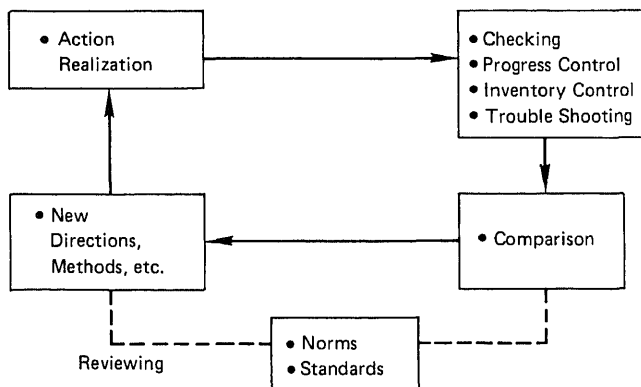 • Action
Realization
• Checking
• Progress Control
• Inventory Control
• Trouble Shooting
• New
Directions,
Methods, etc.
• Comparison
• Norms
• Standards
Reviewing